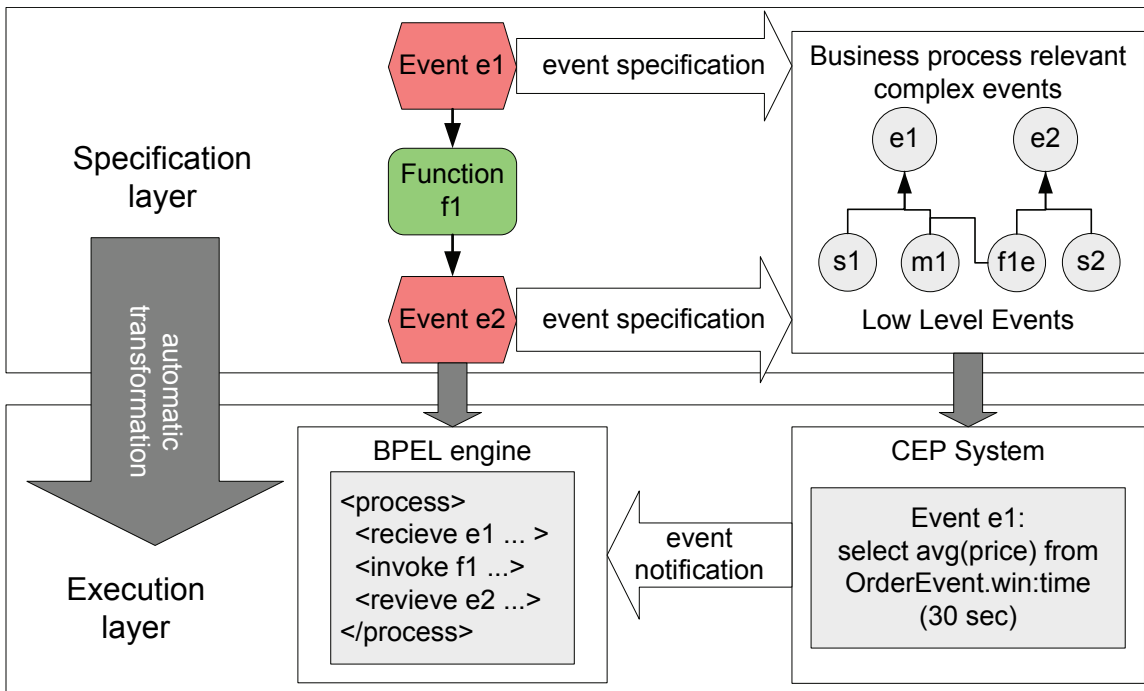 Specification
layer
automatic
transformation
Event e1
Function
f1
Event e2
event specification
event specification
Business process relevant
complex events
e1
e2
s1
m1
f1e
s2
Low Level Events
Execution
layer
BPEL engine
<process>
<recieve e1 ... >
<invoke f1 ...>
<revieve e2 ...>
</process>
event
notification
CEP System
Event e1:
select avg(price) from
OrderEvent.win:time
(30 sec)